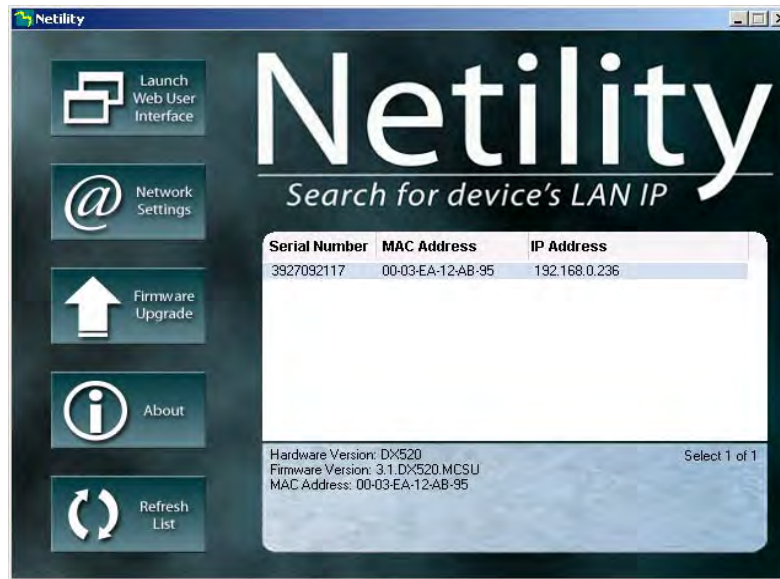 Netility
Launch
Web User
Interface
Network
Settings
Firmware
Upgrade
About
Refresh
List
Netility
Search for device's LAN IP
Serial Number MAC Address IP Address
3927092117 00-03-EA-12-AB-95 192.168.0.236
Hardware Version: DX520 Select 1 of 1
Firmware Version: 3.1.DX520.MCSU
MAC Address: 00-03-EA-12-AB-95